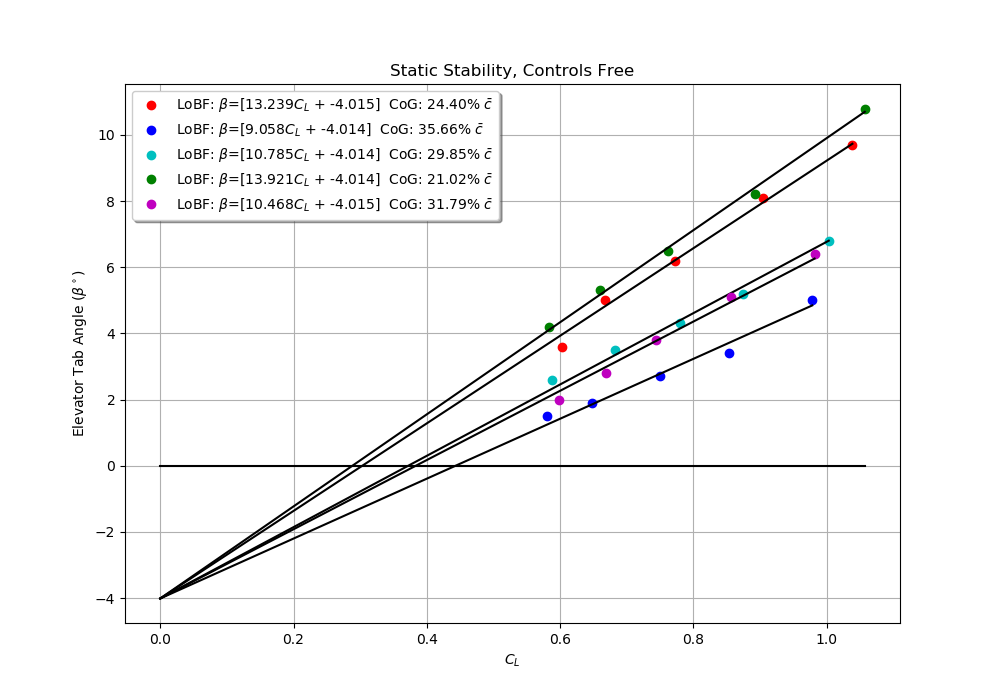 Static Stability, Controls Free
LoBF: β=[13.239C_L + -4.015]  CoG: 24.40% c̄
LoBF: β=[9.058C_L + -4.014]  CoG: 35.66% c̄
LoBF: β=[10.785C_L + -4.014]  CoG: 29.85% c̄
LoBF: β=[13.921C_L + -4.014]  CoG: 21.02% c̄
LoBF: β=[10.468C_L + -4.015]  CoG: 31.79% c̄
Elevator Tab Angle (β°)
10
8
6
4
2
0
−2
−4
0.0 0.2 0.4 0.6 0.8 1.0
C_L